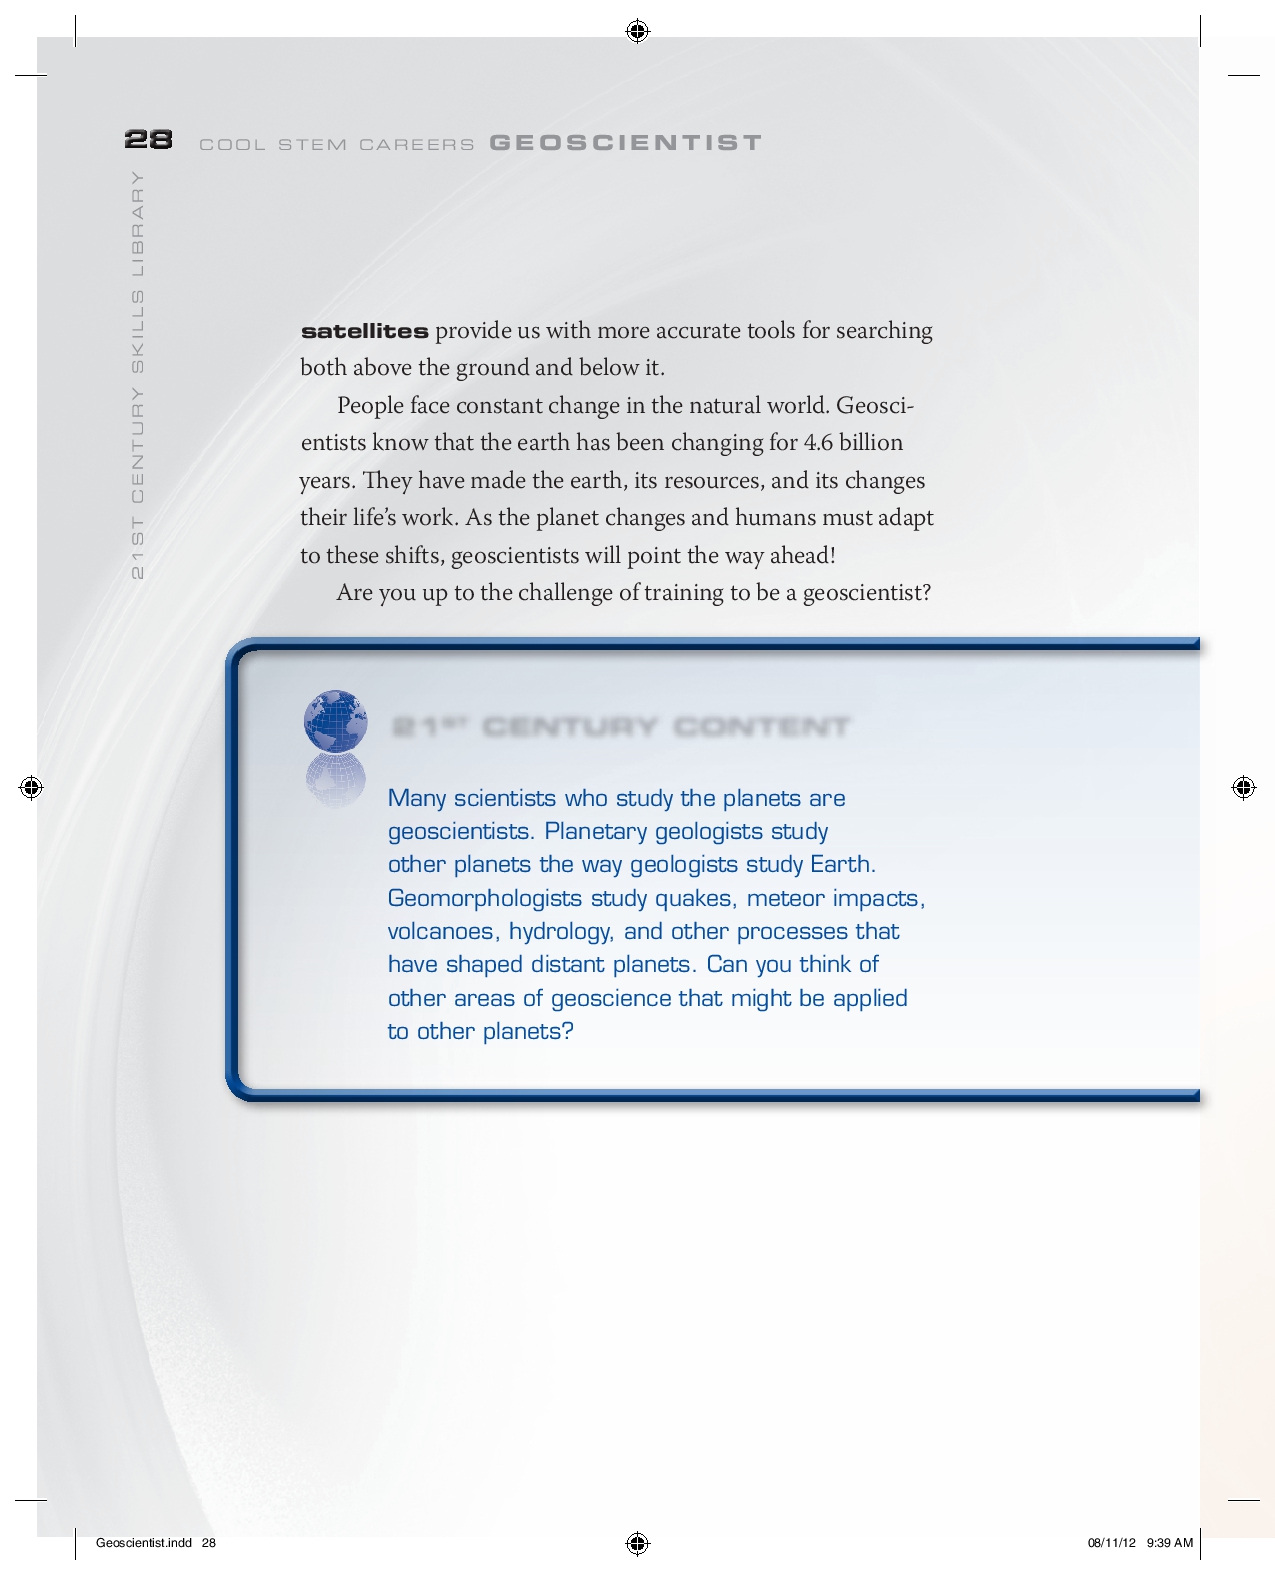 28 COOL STEM CAREERS GEOSCIENTIST
21ST CENTURY SKILLS LIBRARY
satellites provide us with more accurate tools for searching
both above the ground and below it.
People face constant change in the natural world. Geosci-
entists know that the earth has been changing for 4.6 billion
years. They have made the earth, its resources, and its changes
their life’s work. As the planet changes and humans must adapt
to these shifts, geoscientists will point the way ahead!
Are you up to the challenge of training to be a geoscientist?
21ST CENTURY CONTENT
Many scientists who study the planets are
geoscientists. Planetary geologists study
other planets the way geologists study Earth.
Geomorphologists study quakes, meteor impacts,
volcanoes, hydrology, and other processes that
have shaped distant planets. Can you think of
other areas of geoscience that might be applied
to other planets?
Geoscientist.indd 28
08/11/12 9:39 AM